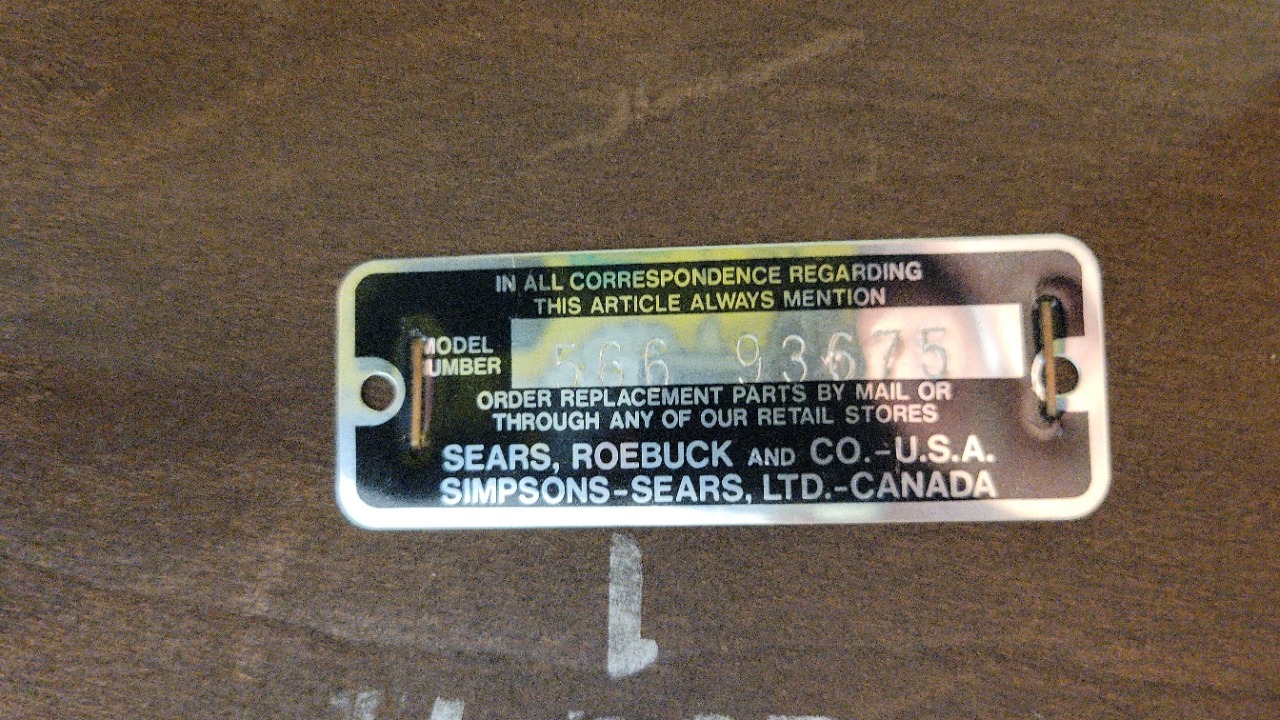 IN ALL CORRESPONDENCE REGARDING
THIS ARTICLE ALWAYS MENTION
MODEL
NUMBER
566 93675
ORDER REPLACEMENT PARTS BY MAIL OR
THROUGH ANY OF OUR RETAIL STORES
SEARS, ROEBUCK AND CO.-U.S.A.
SIMPSONS-SEARS, LTD.-CANADA